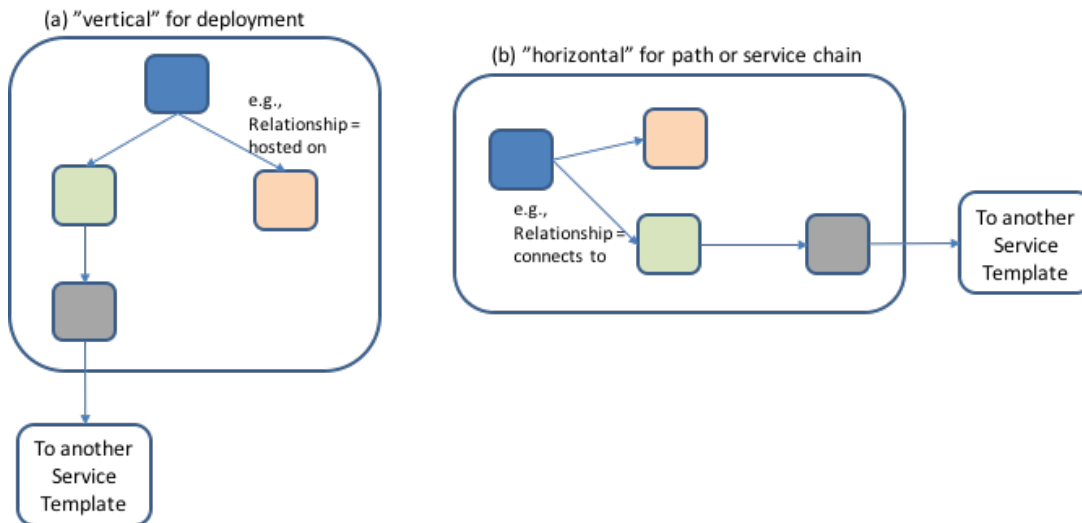 (a) ”vertical” for deployment
e.g.,
Relationship =
hosted on
To another
Service
Template
(b) ”horizontal” for path or service chain
e.g.,
Relationship =
connects to
To another
Service
Template